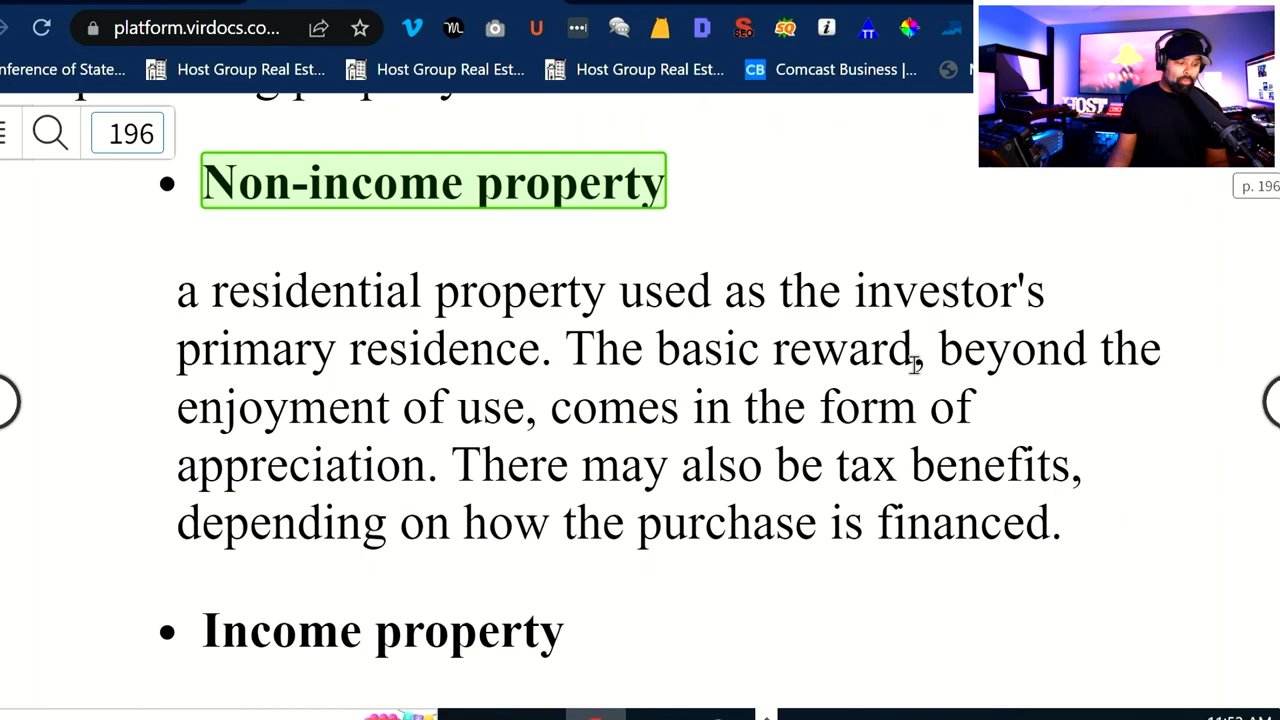 platform.virdocs.co...
nference of State...
Host Group Real Est...
Host Group Real Est...
Host Group Real Est...
CB
Comcast Business |...
196
HOST
p. 196
• Non-income property
a residential property used as the investor's
primary residence. The basic reward, beyond the
enjoyment of use, comes in the form of
appreciation. There may also be tax benefits,
depending on how the purchase is financed.
• Income property